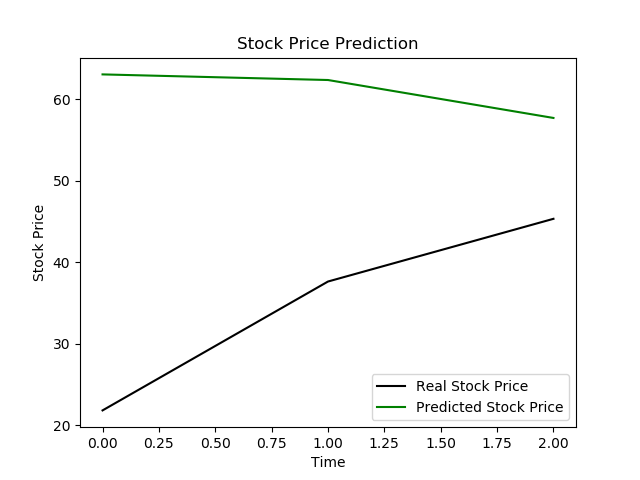 Stock Price Prediction
60
50
40
30
20
Stock Price
Real Stock Price
Predicted Stock Price
0.00 0.25 0.50 0.75 1.00 1.25 1.50 1.75 2.00
Time